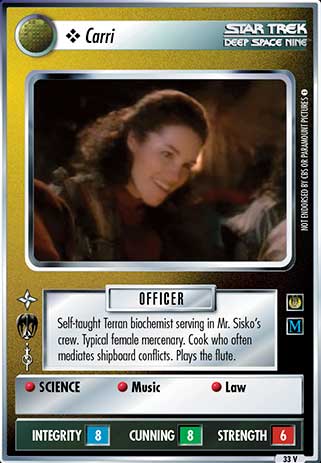 ❖ Carri
STAR TREK
DEEP SPACE NINE
NOT ENDORSED BY CBS OR PARAMOUNT PICTURES
OFFICER
Self-taught Terran biochemist serving in Mr. Sisko's
crew. Typical female mercenary. Cook who often
mediates shipboard conflicts. Plays the flute.
M
SCIENCE Music Law
INTEGRITY 8 CUNNING 8 STRENGTH 6
33 V